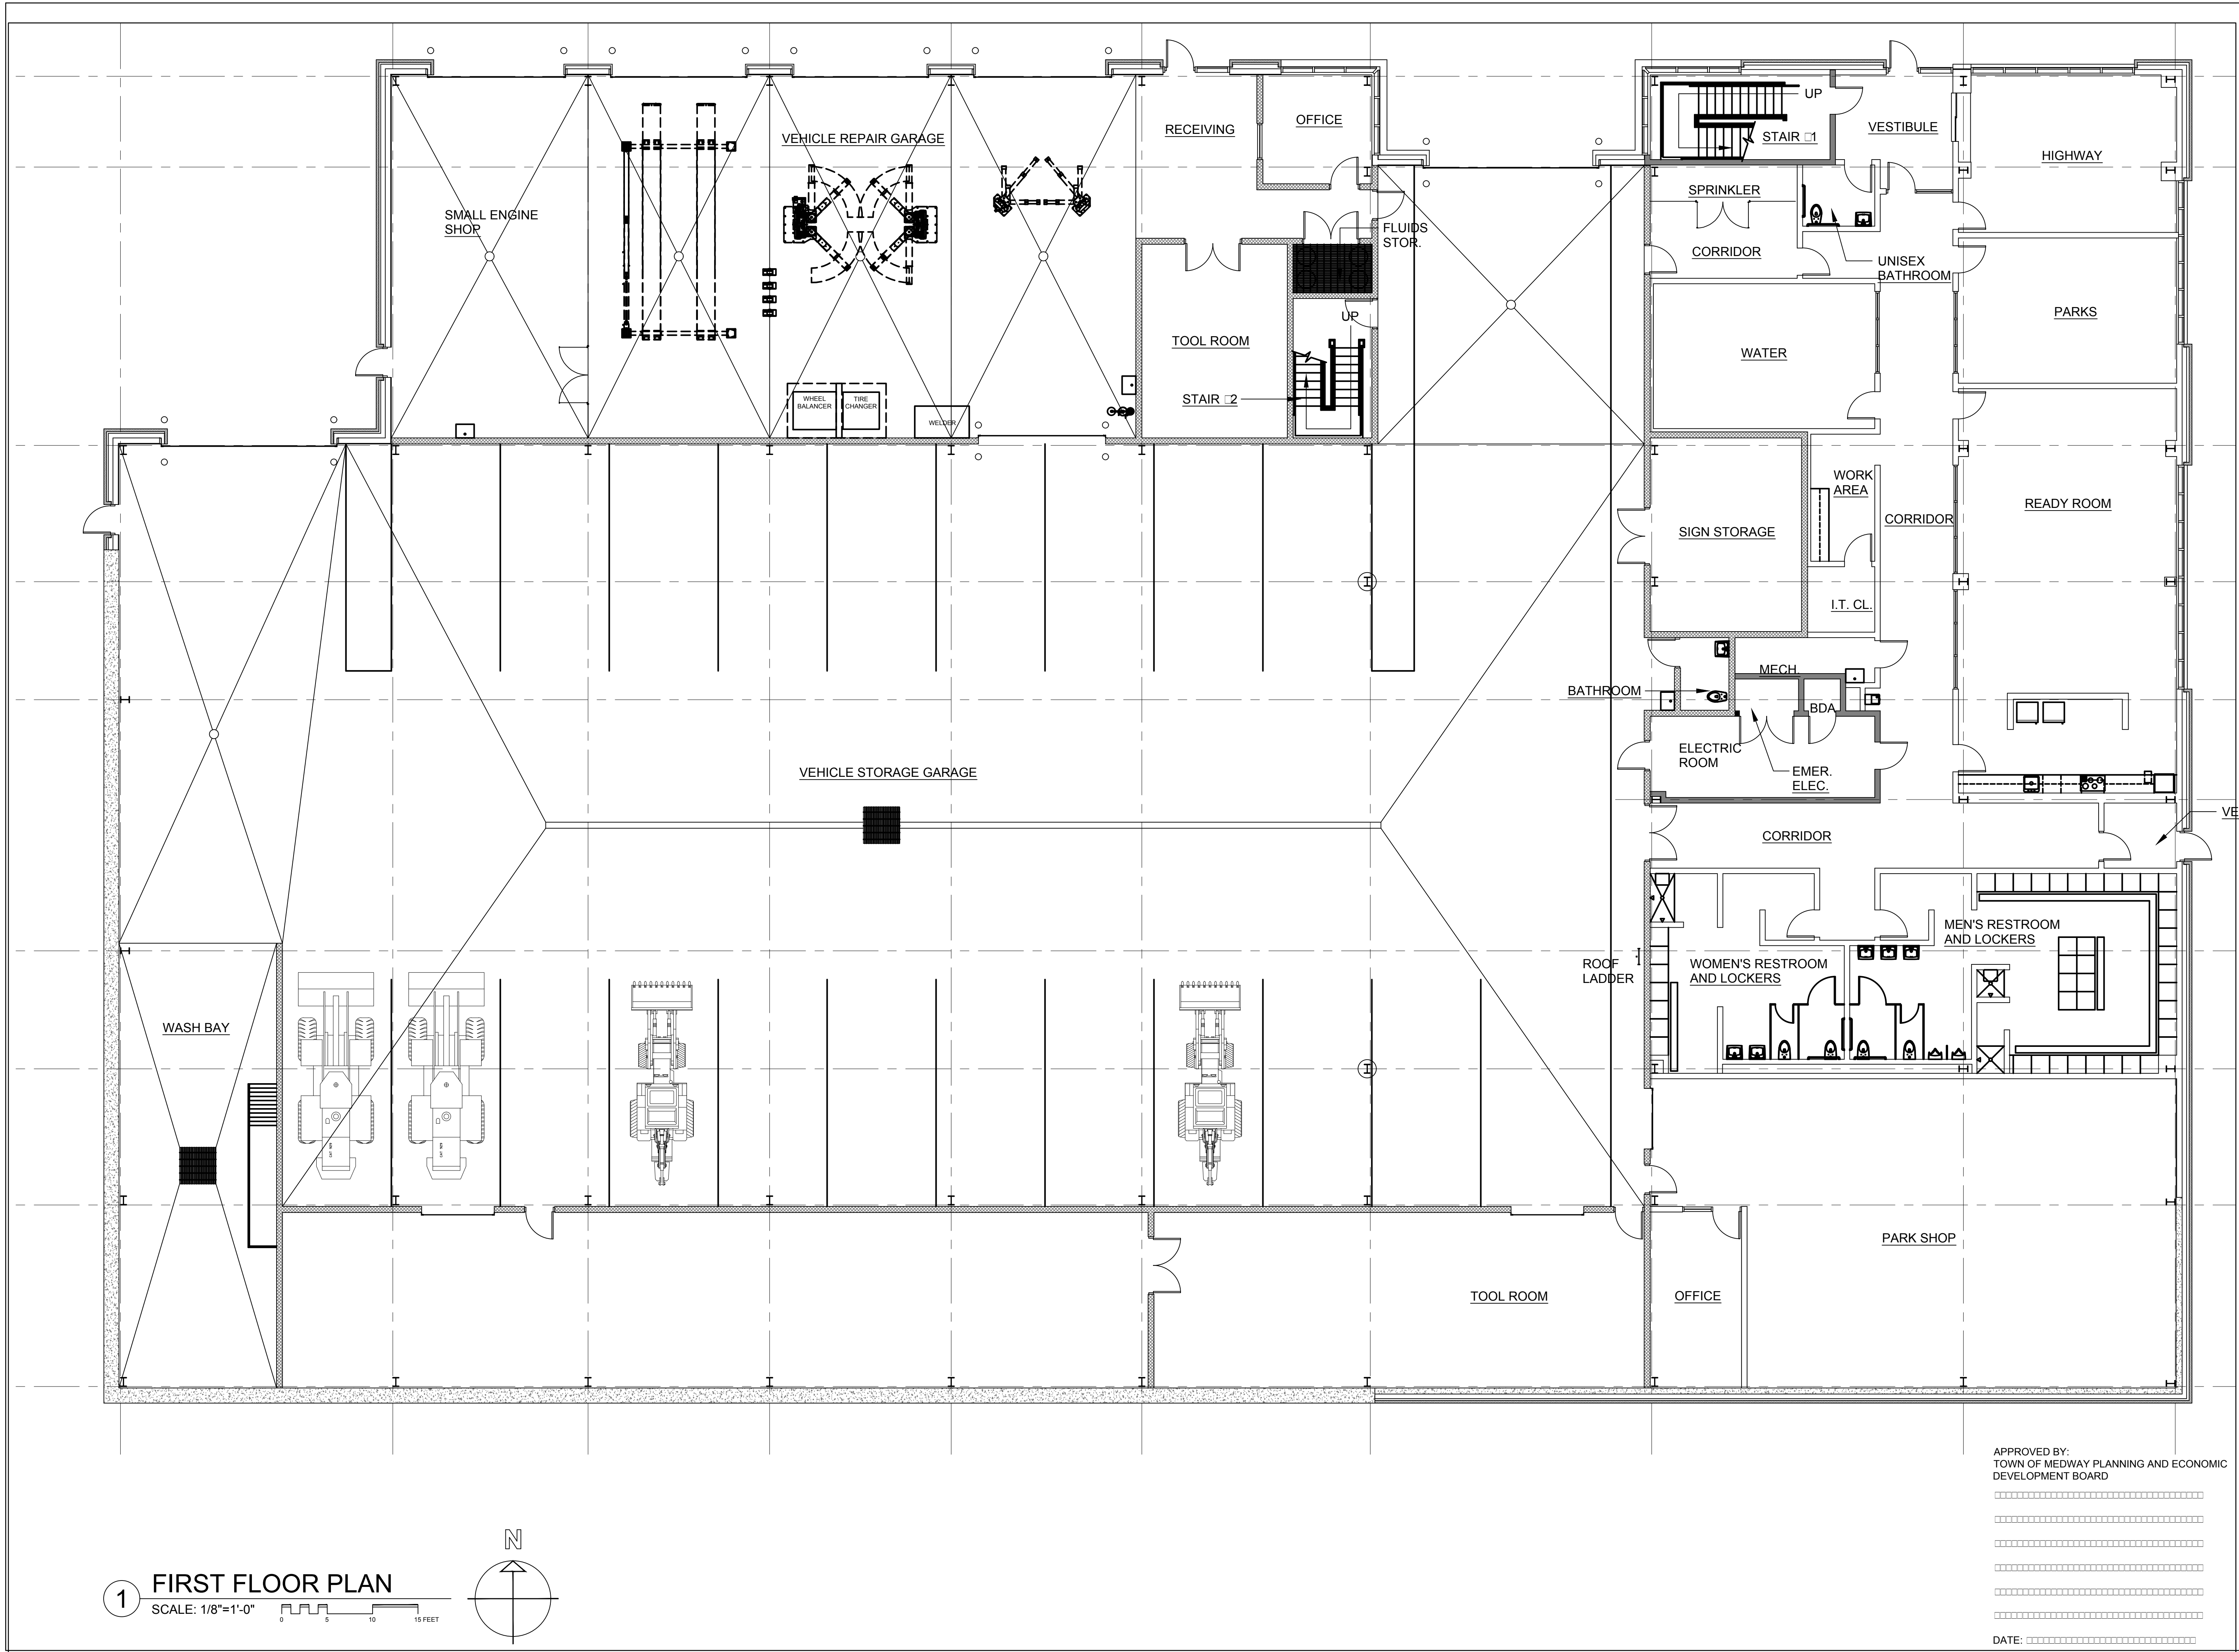 UP
STAIR □1
VESTIBULE
OFFICE
RECEIVING
VEHICLE REPAIR GARAGE
HIGHWAY
SPRINKLER
SMALL ENGINE
SHOP
FLUIDS
STOR.
CORRIDOR
UNISEX
BATHROOM
UP
PARKS
TOOL ROOM
WATER
STAIR □2
WHEEL
BALANCER
TIRE
CHANGER
WELDER
WORK
AREA
READY ROOM
CORRIDOR
SIGN STORAGE
I.T. CL.
MECH.
BATHROOM
BDA
ELECTRIC
ROOM
EMER.
ELEC.
VEHICLE STORAGE GARAGE
VE
CORRIDOR
MEN'S RESTROOM
AND LOCKERS
ROOF
LADDER
WOMEN'S RESTROOM
AND LOCKERS
WASH BAY
PARK SHOP
TOOL ROOM
OFFICE
APPROVED BY:
TOWN OF MEDWAY PLANNING AND ECONOMIC
DEVELOPMENT BOARD
DATE:
N
1
FIRST FLOOR PLAN
SCALE: 1/8"=1'-0"
0 5 10 15 FEET